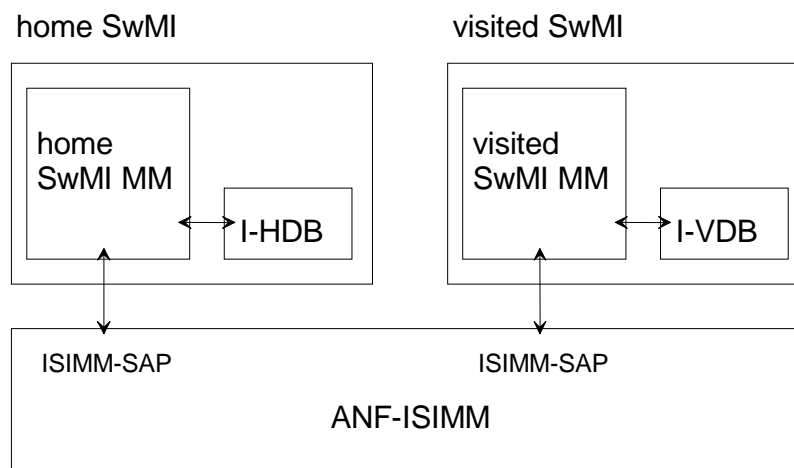 home SwMI
visited SwMI
home
SwMI MM
I-HDB
visited
SwMI MM
I-VDB
ISIMM-SAP
ISIMM-SAP
ANF-ISIMM